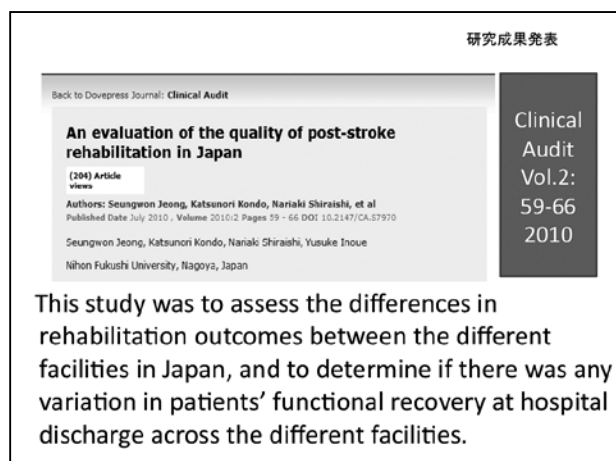 研究成果発表
Back to Dovepress Journal: Clinical Audit
An evaluation of the quality of post-stroke
rehabilitation in Japan
(204) Article
views
Authors: Seungwon Jeong, Katsunori Kondo, Nariaki Shiraishi, et al
Published Date July 2010 , Volume 2010:2 Pages 59 - 66 DOI 10.2147/CA.S7970
Seungwon Jeong, Katsunori Kondo, Nariaki Shiraishi, Yusuke Inoue
Nihon Fukushi University, Nagoya, Japan
Clinical
Audit
Vol.2:
59-66
2010
This study was to assess the differences in
rehabilitation outcomes between the different
facilities in Japan, and to determine if there was any
variation in patients' functional recovery at hospital
discharge across the different facilities.